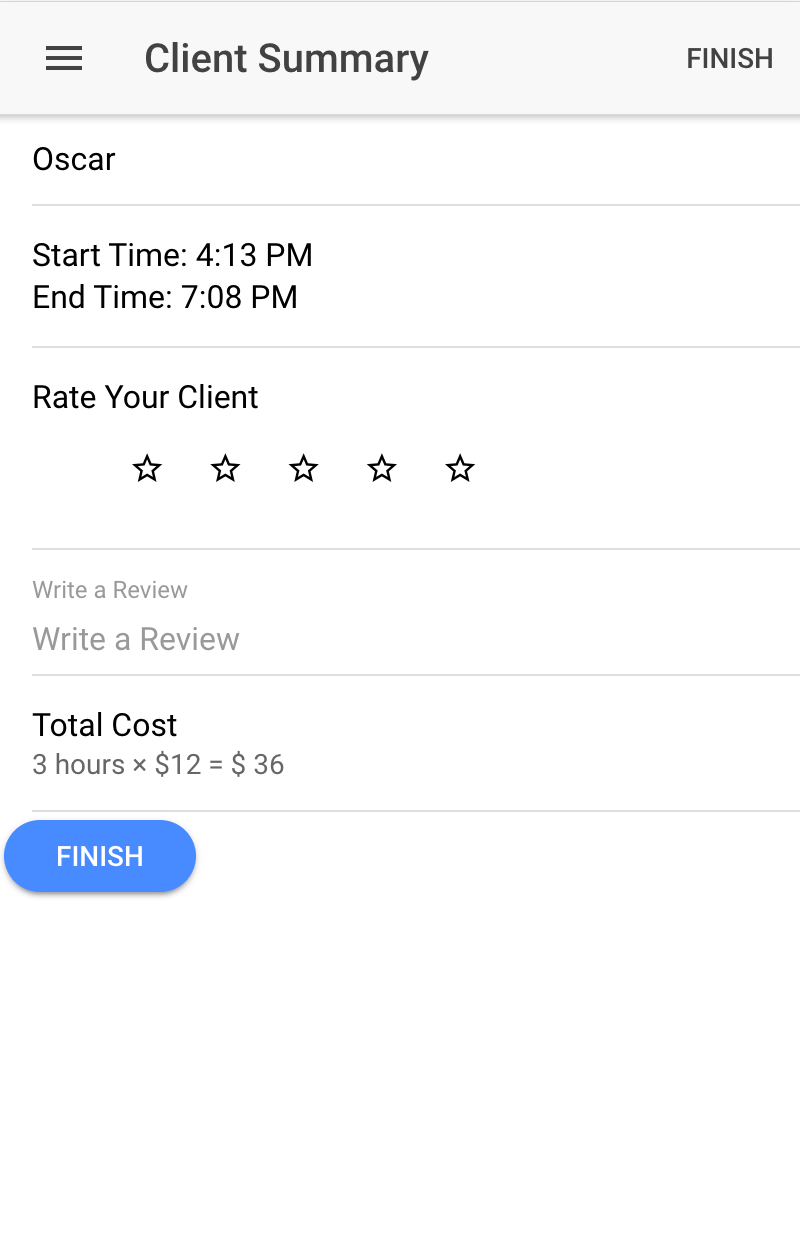 Client Summary FINISH
Oscar
Start Time: 4:13 PM
End Time: 7:08 PM
Rate Your Client
Write a Review
Write a Review
Total Cost
3 hours × $12 = $ 36
FINISH